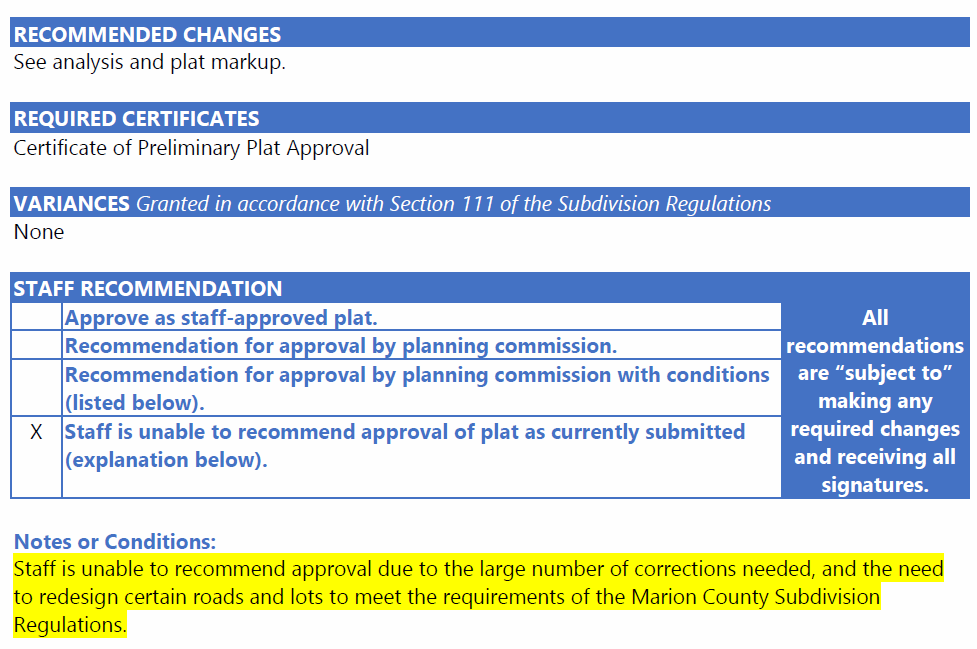 RECOMMENDED CHANGES
See analysis and plat markup.
REQUIRED CERTIFICATES
Certificate of Preliminary Plat Approval
VARIANCES Granted in accordance with Section 111 of the Subdivision Regulations
None
STAFF RECOMMENDATION
Approve as staff-approved plat.
Recommendation for approval by planning commission.
Recommendation for approval by planning commission with conditions
(listed below).
X Staff is unable to recommend approval of plat as currently submitted
(explanation below).
All
recommendations
are “subject to”
making any
required changes
and receiving all
signatures.
Notes or Conditions:
Staff is unable to recommend approval due to the large number of corrections needed, and the need
to redesign certain roads and lots to meet the requirements of the Marion County Subdivision
Regulations.